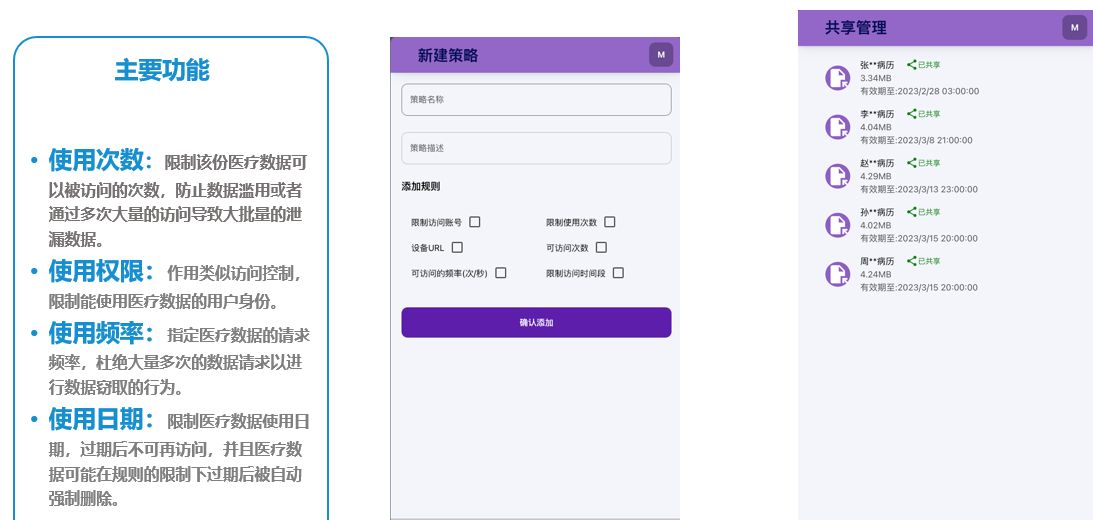 主要功能
• 使用次数：限制该份医疗数据可
以被访问的次数，防止数据滥用或者
通过多次大量的访问导致大批量的泄
漏数据。
• 使用权限：作用类似访问控制，
限制能使用医疗数据的用户身份。
• 使用频率：指定医疗数据的请求
频率，杜绝大量多次的数据请求以进
行数据窃取的行为。
• 使用日期：限制医疗数据使用日
期，过期后不可再访问，并且医疗数
据可能在规则的限制下过期后被自动
强制删除。
新建策略 M
策略名称
策略描述
添加规则
限制访问账号 限制使用次数
设备URL 可访问次数
可访问的频率(次/秒) 限制访问时间段
确认添加
共享管理 M
张**病历 已共享
3.34MB
有效期至:2023/2/28 03:00:00
李**病历 已共享
4.04MB
有效期至:2023/3/8 21:00:00
赵**病历 已共享
4.29MB
有效期至:2023/3/13 23:00:00
孙**病历 已共享
4.02MB
有效期至:2023/3/15 20:00:00
周**病历 已共享
4.24MB
有效期至:2023/3/15 20:00:00